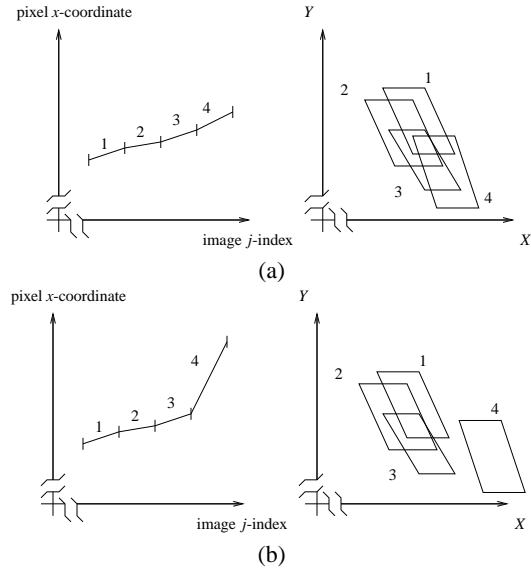 pixel x-coordinate
Y
4
3
2
1
image j-index
1
2
3
4
X
(a)
pixel x-coordinate
Y
4
3
2
1
image j-index
1
2
4
3
X
(b)